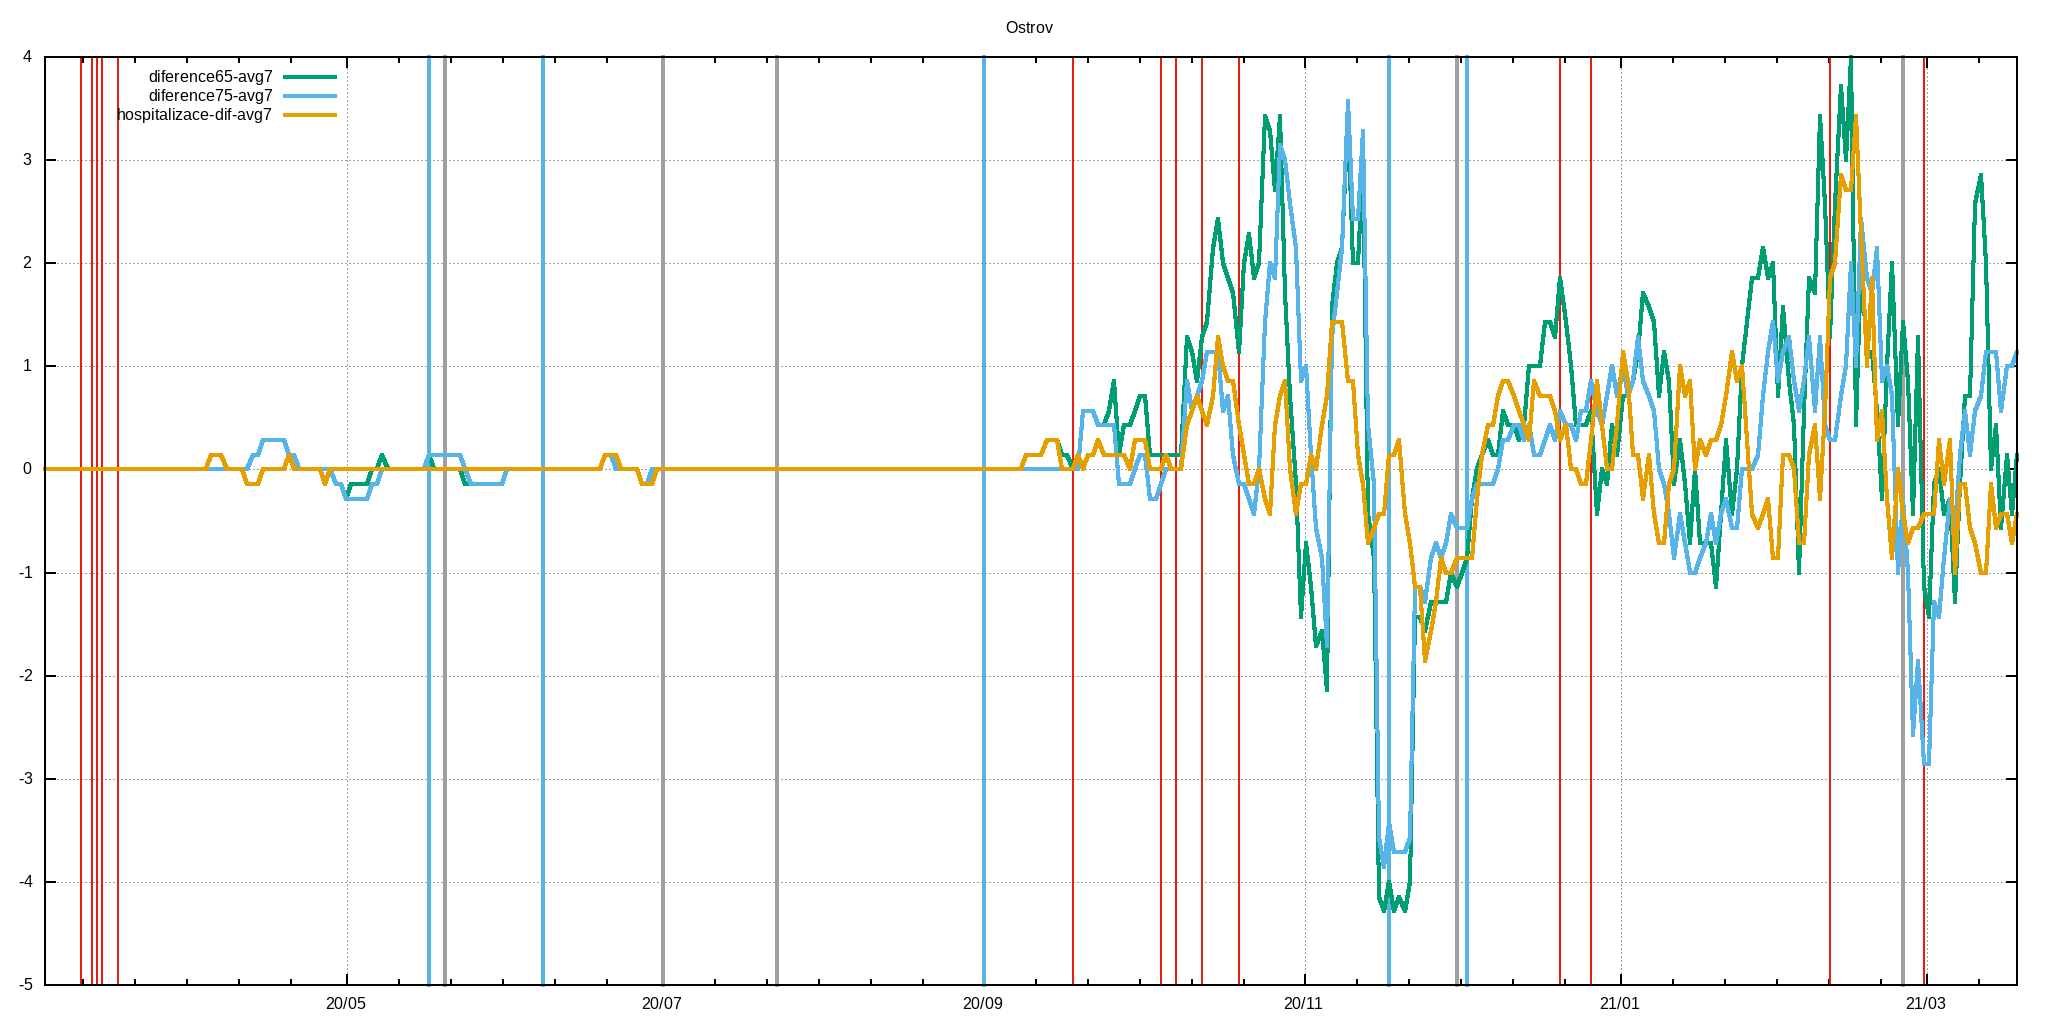 Ostrov
diference65-avg7
diference75-avg7
hospitalizace-dif-avg7
4
3
2
1
0
-1
-2
-3
-4
-5
20/05 20/07 20/09 20/11 21/01 21/03